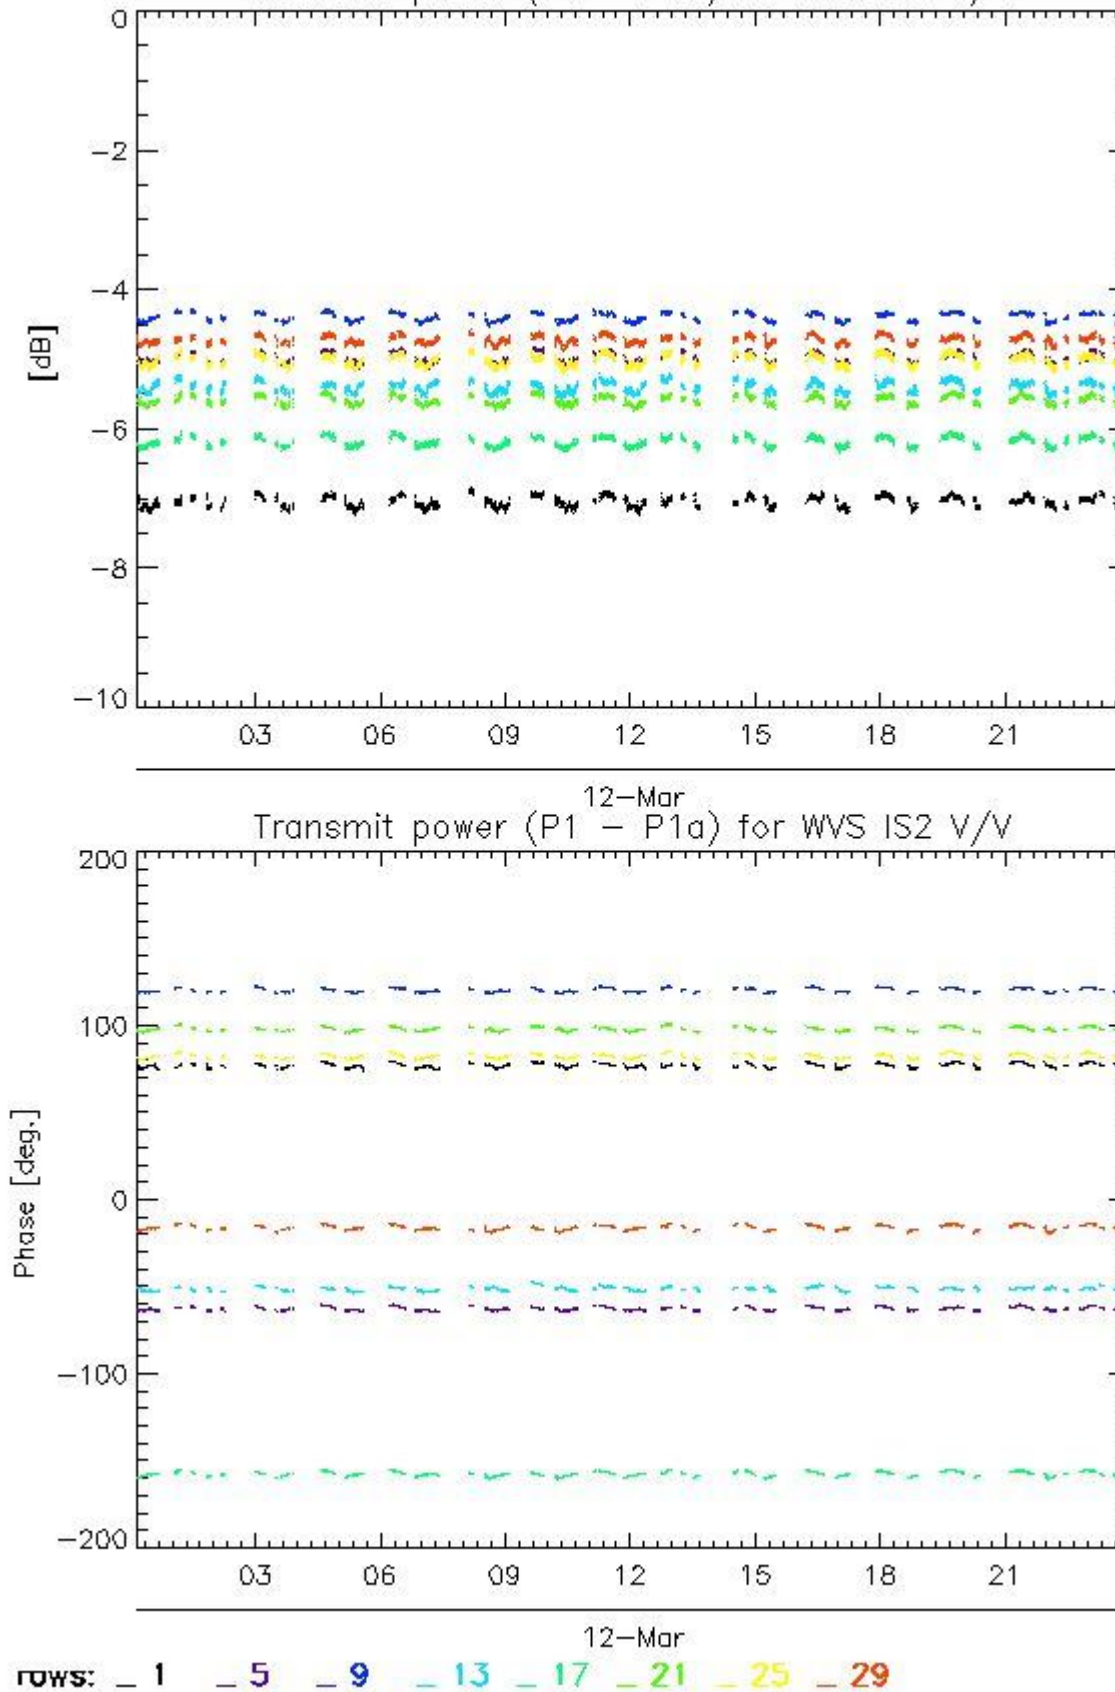 0
-2
-4
[dB]
-6
-8
-10
03 06 09 12 15 18 21
12-Mar
Transmit power (P1 - P1a) for WVS IS2 V/V
200
100
Phase [deg.]
0
-100
-200
03 06 09 12 15 18 21
12-Mar
rows: _ 1 _ 5 _ 9 _ 13 _ 17 _ 21 _ 25 _ 29